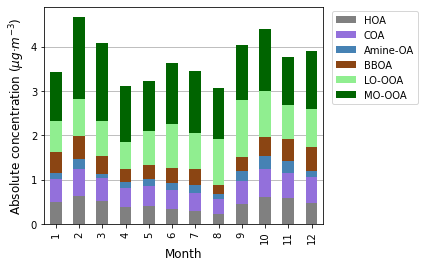 Absolute concentration (μg·m⁻³)
4
3
2
1
0
1
2
3
4
5
6
7
8
9
10
11
12
Month
HOA
COA
Amine-OA
BBOA
LO-OOA
MO-OOA